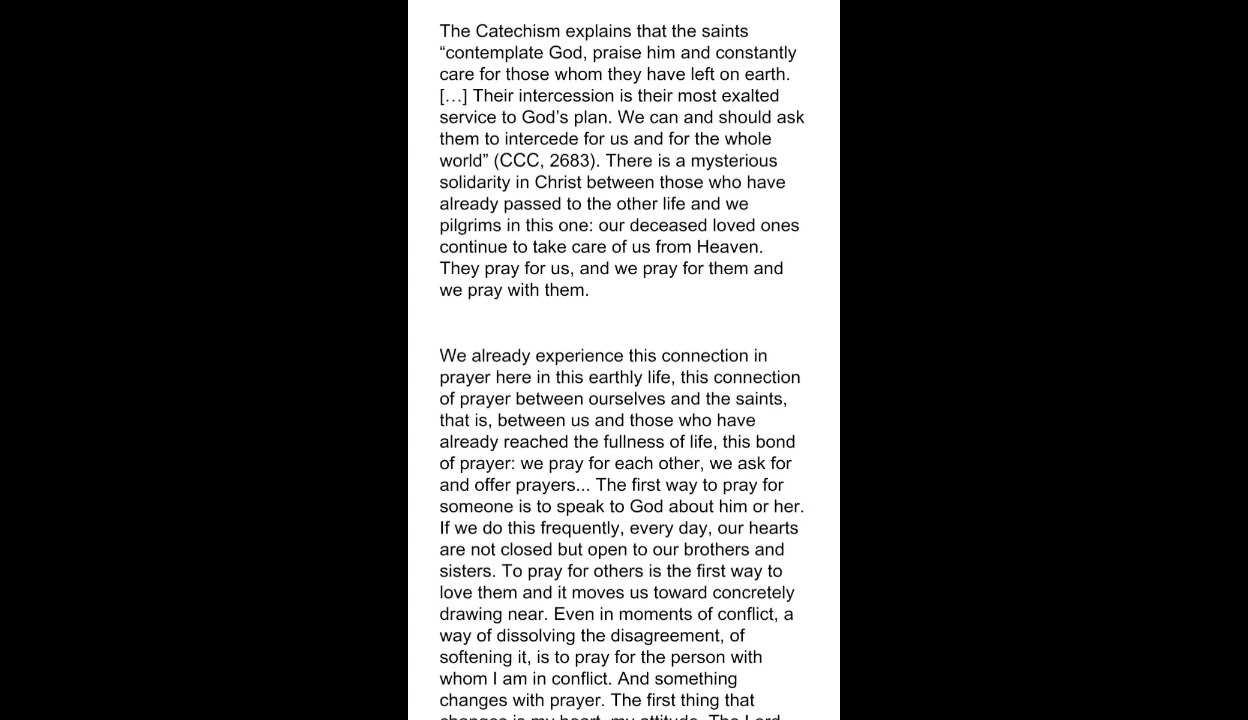 The Catechism explains that the saints
“contemplate God, praise him and constantly
care for those whom they have left on earth.
[…] Their intercession is their most exalted
service to God’s plan. We can and should ask
them to intercede for us and for the whole
world” (CCC, 2683). There is a mysterious
solidarity in Christ between those who have
already passed to the other life and we
pilgrims in this one: our deceased loved ones
continue to take care of us from Heaven.
They pray for us, and we pray for them and
we pray with them.
We already experience this connection in
prayer here in this earthly life, this connection
of prayer between ourselves and the saints,
that is, between us and those who have
already reached the fullness of life, this bond
of prayer: we pray for each other, we ask for
and offer prayers... The first way to pray for
someone is to speak to God about him or her.
If we do this frequently, every day, our hearts
are not closed but open to our brothers and
sisters. To pray for others is the first way to
love them and it moves us toward concretely
drawing near. Even in moments of conflict, a
way of dissolving the disagreement, of
softening it, is to pray for the person with
whom I am in conflict. And something
changes with prayer. The first thing that
changes is my heart, my attitude. The Lord